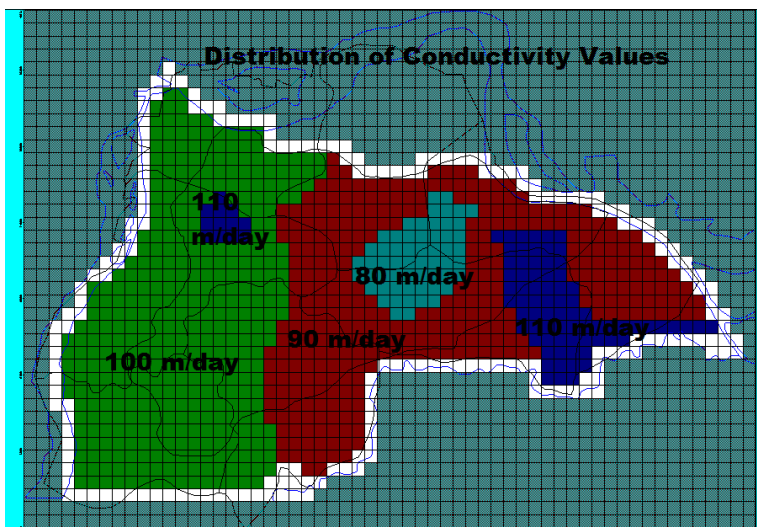 Distribution of Conductivity Values
110
m/day
80 m/day
110 m/day
90 m/day
100 m/day